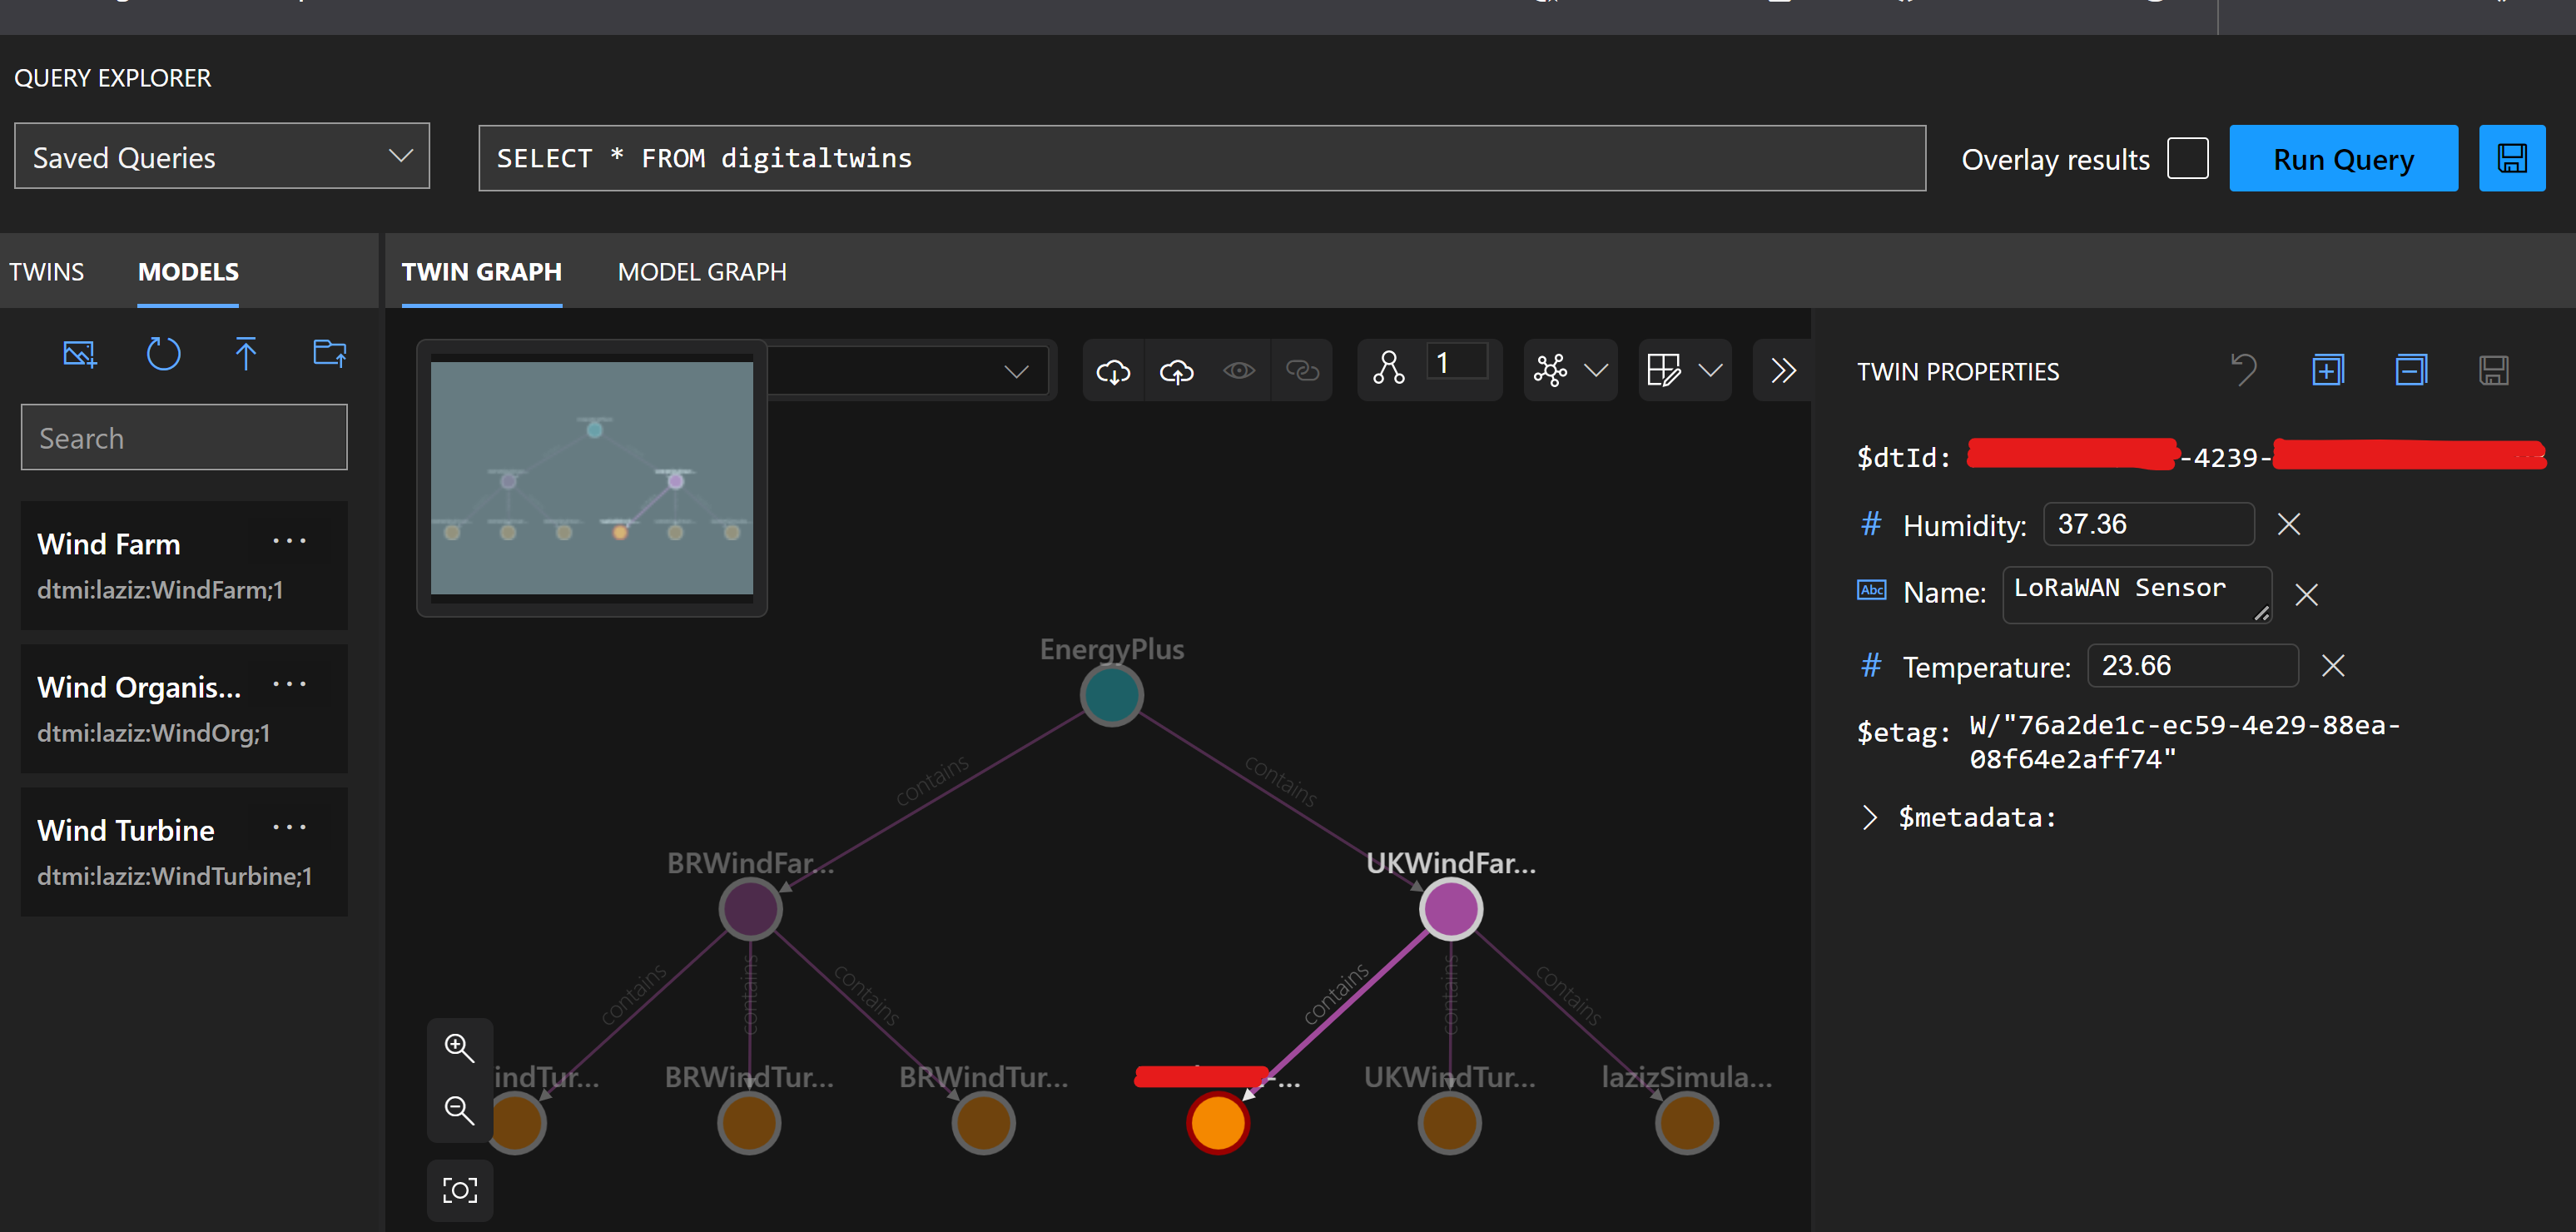 QUERY EXPLORER
Saved Queries
SELECT * FROM digitaltwins
Overlay results
Run Query
TWINS
MODELS
TWIN GRAPH
MODEL GRAPH
Search
Wind Farm
dtmi:laziz:WindFarm;1
Wind Organis...
dtmi:laziz:WindOrg;1
Wind Turbine
dtmi:laziz:WindTurbine;1
1
EnergyPlus
contains
contains
BRWindFar...
UKWindFar...
contains
contains
contains
contains
contains
contains
indTur...
BRWindTur...
BRWindTur...
-...
UKWindTur...
lazizSimula...
TWIN PROPERTIES
$dtId: -4239-
# Humidity: 37.36
Abc Name: LoRaWAN Sensor
# Temperature: 23.66
$etag: W/"76a2de1c-ec59-4e29-88ea-
08f64e2aff74"
$metadata: